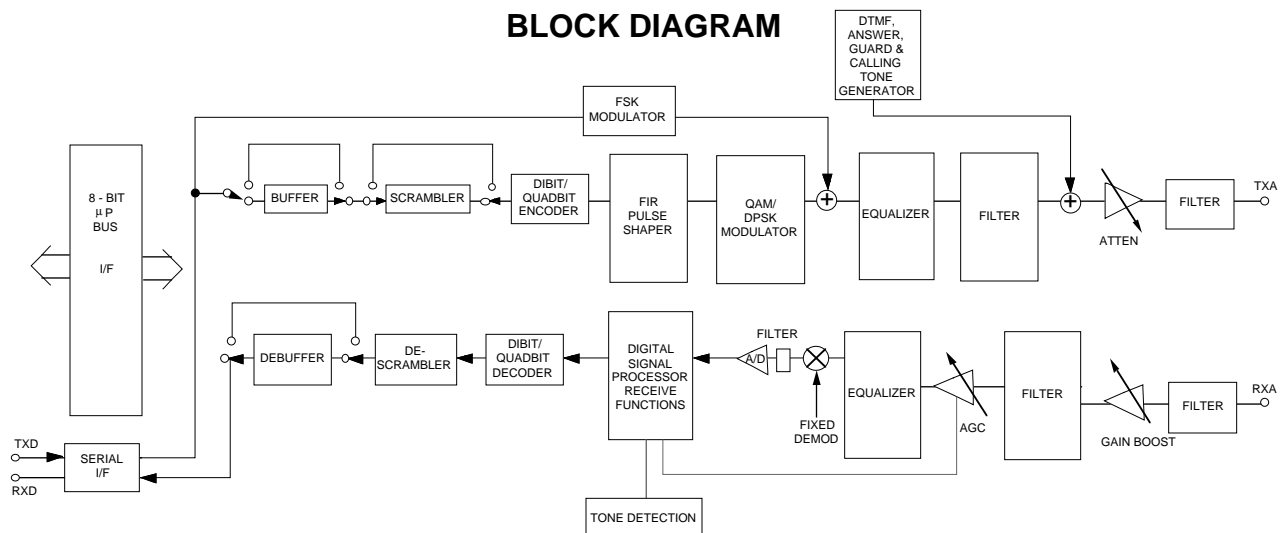 BLOCK DIAGRAM
DTMF,
ANSWER,
GUARD &
CALLING
TONE
GENERATOR
FSK
MODULATOR
8 - BIT
µP
BUS
I/F
BUFFER
SCRAMBLER
DIBIT/
QUADBIT
ENCODER
FIR
PULSE
SHAPER
QAM/
DPSK
MODULATOR
+
EQUALIZER
FILTER
+
ATTEN
FILTER
TXA
DEBUFFER
DE-
SCRAMBLER
DIBIT/
QUADBIT
DECODER
DIGITAL
SIGNAL
PROCESSOR
RECEIVE
FUNCTIONS
A/D
FILTER
FIXED
DEMOD
EQUALIZER
AGC
FILTER
GAIN BOOST
FILTER
RXA
TXD
RXD
SERIAL
I/F
TONE DETECTION